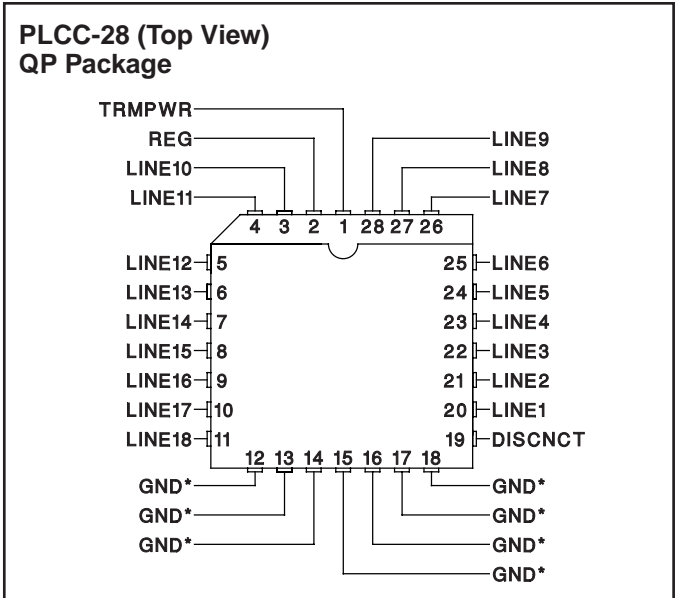 PLCC-28 (Top View)
QP Package
TRMPWR
REG LINE9
LINE10 LINE8
LINE11 LINE7
4 3 2 1 28 27 26
LINE12 5 25 LINE6
LINE13 6 24 LINE5
LINE14 7 23 LINE4
LINE15 8 22 LINE3
LINE16 9 21 LINE2
LINE17 10 20 LINE1
LINE18 11 19 DISCNCT
12 13 14 15 16 17 18
GND* GND*
GND* GND*
GND* GND*
GND*